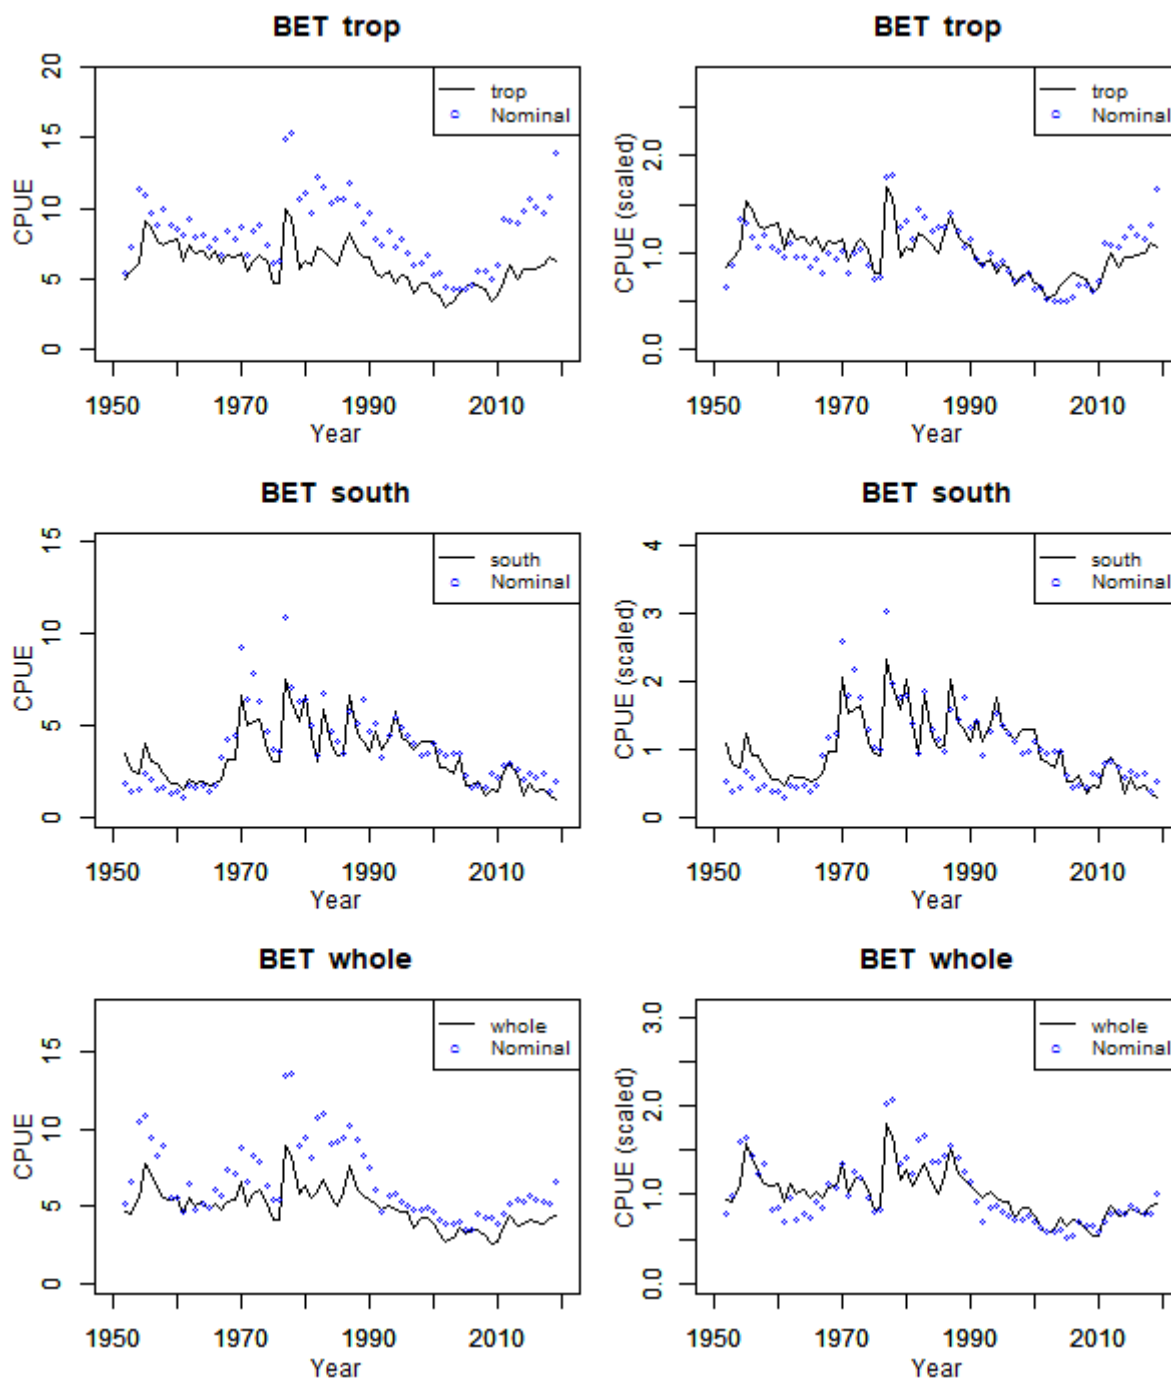 BET trop
trop
Nominal
CPUE
0 5 10 15 20
1950 1970 1990 2010
Year
BET trop
trop
Nominal
CPUE (scaled)
0.0 1.0 2.0
1950 1970 1990 2010
Year
BET south
south
Nominal
CPUE
0 5 10 15
1950 1970 1990 2010
Year
BET south
south
Nominal
CPUE (scaled)
0 1 2 3 4
1950 1970 1990 2010
Year
BET whole
whole
Nominal
CPUE
0 5 10 15
1950 1970 1990 2010
Year
BET whole
whole
Nominal
CPUE (scaled)
0.0 1.0 2.0 3.0
1950 1970 1990 2010
Year